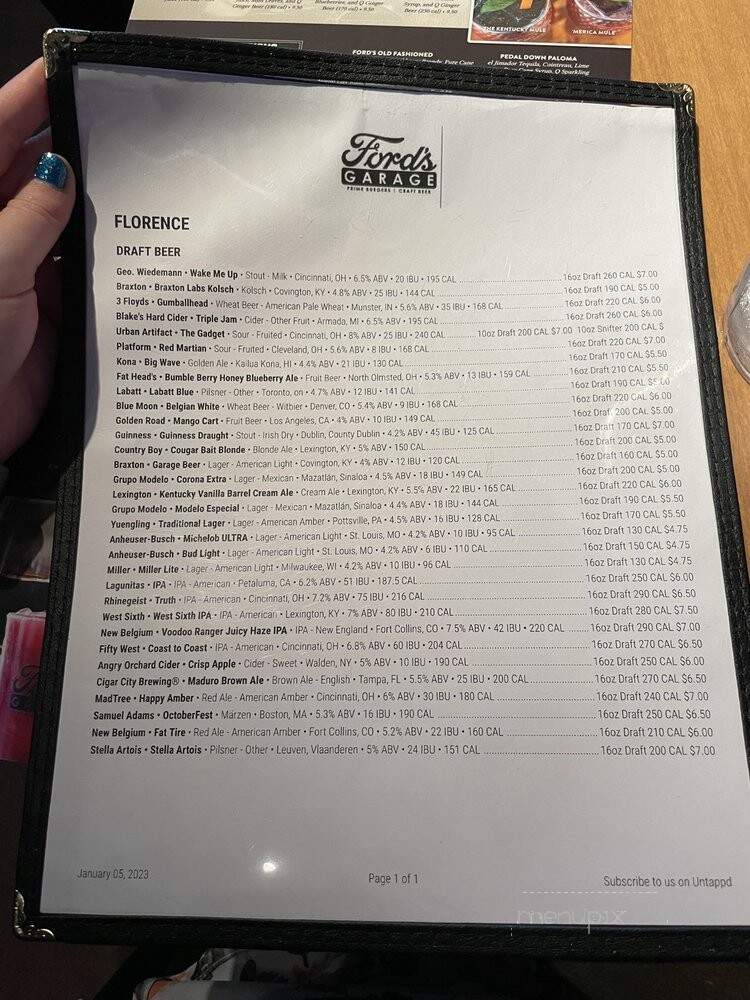 Ginger Beer (180 cal) • 9.50
Blueberries, and Q Ginger
Beer (170 cal) • 9.50
Syrup, and Q Ginger
Beer (250 cal) • 9.50
THE KENTUCKY MULE
'MERICA MULE
FORD'S OLD FASHIONED
PEDAL DOWN PALOMA
el Jimador Tequila, Cointreau, Lime
Ford's
GARAGE
PRIME BURGERS | CRAFT BEER
FLORENCE
DRAFT BEER
Geo. Wiedemann • Wake Me Up • Stout - Milk • Cincinnati, OH • 6.5% ABV • 20 IBU • 195 CAL 16oz Draft 260 CAL $7.00
Braxton • Braxton Labs Kolsch • Kölsch • Covington, KY • 4.8% ABV • 25 IBU • 144 CAL 16oz Draft 190 CAL $5.00
3 Floyds • Gumballhead • Wheat Beer - American Pale Wheat • Munster, IN • 5.6% ABV • 35 IBU • 168 CAL 16oz Draft 220 CAL $6.00
Blake's Hard Cider • Triple Jam • Cider - Other Fruit • Armada, MI • 6.5% ABV • 195 CAL 16oz Draft 260 CAL $6.00
Urban Artifact • The Gadget • Sour - Fruited • Cincinnati, OH • 8% ABV • 25 IBU • 240 CAL 10oz Draft 200 CAL $7.00 10oz Snifter 200 CAL $
Platform • Red Martian • Sour - Fruited • Cleveland, OH • 5.6% ABV • 8 IBU • 168 CAL 16oz Draft 220 CAL $7.00
Kona • Big Wave • Golden Ale • Kailua Kona, HI • 4.4% ABV • 21 IBU • 130 CAL 16oz Draft 170 CAL $5.50
Fat Head's • Bumble Berry Honey Blueberry Ale • Fruit Beer • North Olmsted, OH • 5.3% ABV • 13 IBU • 159 CAL 16oz Draft 210 CAL $5.50
Labatt • Labatt Blue • Pilsner - Other • Toronto, on • 4.7% ABV • 12 IBU • 141 CAL 16oz Draft 190 CAL $5.00
Blue Moon • Belgian White • Wheat Beer - Witbier • Denver, CO • 5.4% ABV • 9 IBU • 168 CAL 16oz Draft 220 CAL $6.00
Golden Road • Mango Cart • Fruit Beer • Los Angeles, CA • 4% ABV • 10 IBU • 149 CAL 16oz Draft 200 CAL $5.00
Guinness • Guinness Draught • Stout - Irish Dry • Dublin, County Dublin • 4.2% ABV • 45 IBU • 125 CAL 16oz Draft 170 CAL $7.00
Country Boy • Cougar Bait Blonde • Blonde Ale • Lexington, KY • 5% ABV • 150 CAL 16oz Draft 200 CAL $5.00
Braxton • Garage Beer • Lager - American Light • Covington, KY • 4% ABV • 12 IBU • 120 CAL 16oz Draft 160 CAL $5.00
Grupo Modelo • Corona Extra • Lager - Mexican • Mazatlán, Sinaloa • 4.5% ABV • 18 IBU • 149 CAL 16oz Draft 200 CAL $5.00
Lexington • Kentucky Vanilla Barrel Cream Ale • Cream Ale • Lexington, KY • 5.5% ABV • 22 IBU • 165 CAL 16oz Draft 220 CAL $6.00
Grupo Modelo • Modelo Especial • Lager - Mexican • Mazatlán, Sinaloa • 4.4% ABV • 18 IBU • 144 CAL 16oz Draft 190 CAL $5.50
Yuengling • Traditional Lager • Lager - American Amber • Pottsville, PA • 4.5% ABV • 16 IBU • 128 CAL 16oz Draft 170 CAL $5.50
Anheuser-Busch • Michelob ULTRA • Lager - American Light • St. Louis, MO • 4.2% ABV • 10 IBU • 95 CAL 16oz Draft 130 CAL $4.75
Anheuser-Busch • Bud Light • Lager - American Light • St. Louis, MO • 4.2% ABV • 6 IBU • 110 CAL 16oz Draft 150 CAL $4.75
Miller • Miller Lite • Lager - American Light • Milwaukee, WI • 4.2% ABV • 10 IBU • 96 CAL 16oz Draft 130 CAL $4.75
Lagunitas • IPA • IPA - American • Petaluma, CA • 6.2% ABV • 51 IBU • 187.5 CAL 16oz Draft 250 CAL $6.00
Rhinegeist • Truth • IPA - American • Cincinnati, OH • 7.2% ABV • 75 IBU • 216 CAL 16oz Draft 290 CAL $6.50
West Sixth • West Sixth IPA • IPA - American • Lexington, KY • 7% ABV • 80 IBU • 210 CAL 16oz Draft 280 CAL $7.50
New Belgium • Voodoo Ranger Juicy Haze IPA • IPA - New England • Fort Collins, CO • 7.5% ABV • 42 IBU • 220 CAL 16oz Draft 290 CAL $7.00
Fifty West • Coast to Coast • IPA - American • Cincinnati, OH • 6.8% ABV • 60 IBU • 204 CAL 16oz Draft 270 CAL $6.50
Angry Orchard Cider • Crisp Apple • Cider - Sweet • Walden, NY • 5% ABV • 10 IBU • 190 CAL 16oz Draft 250 CAL $6.00
Cigar City Brewing® • Maduro Brown Ale • Brown Ale - English • Tampa, FL • 5.5% ABV • 25 IBU • 200 CAL 16oz Draft 270 CAL $6.50
MadTree • Happy Amber • Red Ale - American Amber • Cincinnati, OH • 6% ABV • 30 IBU • 180 CAL 16oz Draft 240 CAL $7.00
Samuel Adams • OctoberFest • Märzen • Boston, MA • 5.3% ABV • 16 IBU • 190 CAL 16oz Draft 250 CAL $6.50
New Belgium • Fat Tire • Red Ale - American Amber • Fort Collins, CO • 5.2% ABV • 22 IBU • 160 CAL 16oz Draft 210 CAL $6.00
Stella Artois • Stella Artois • Pilsner - Other • Leuven, Vlaanderen • 5% ABV • 24 IBU • 151 CAL 16oz Draft 200 CAL $7.00
January 05, 2023
Page 1 of 1
Subscribe to us on Untappd
menupix